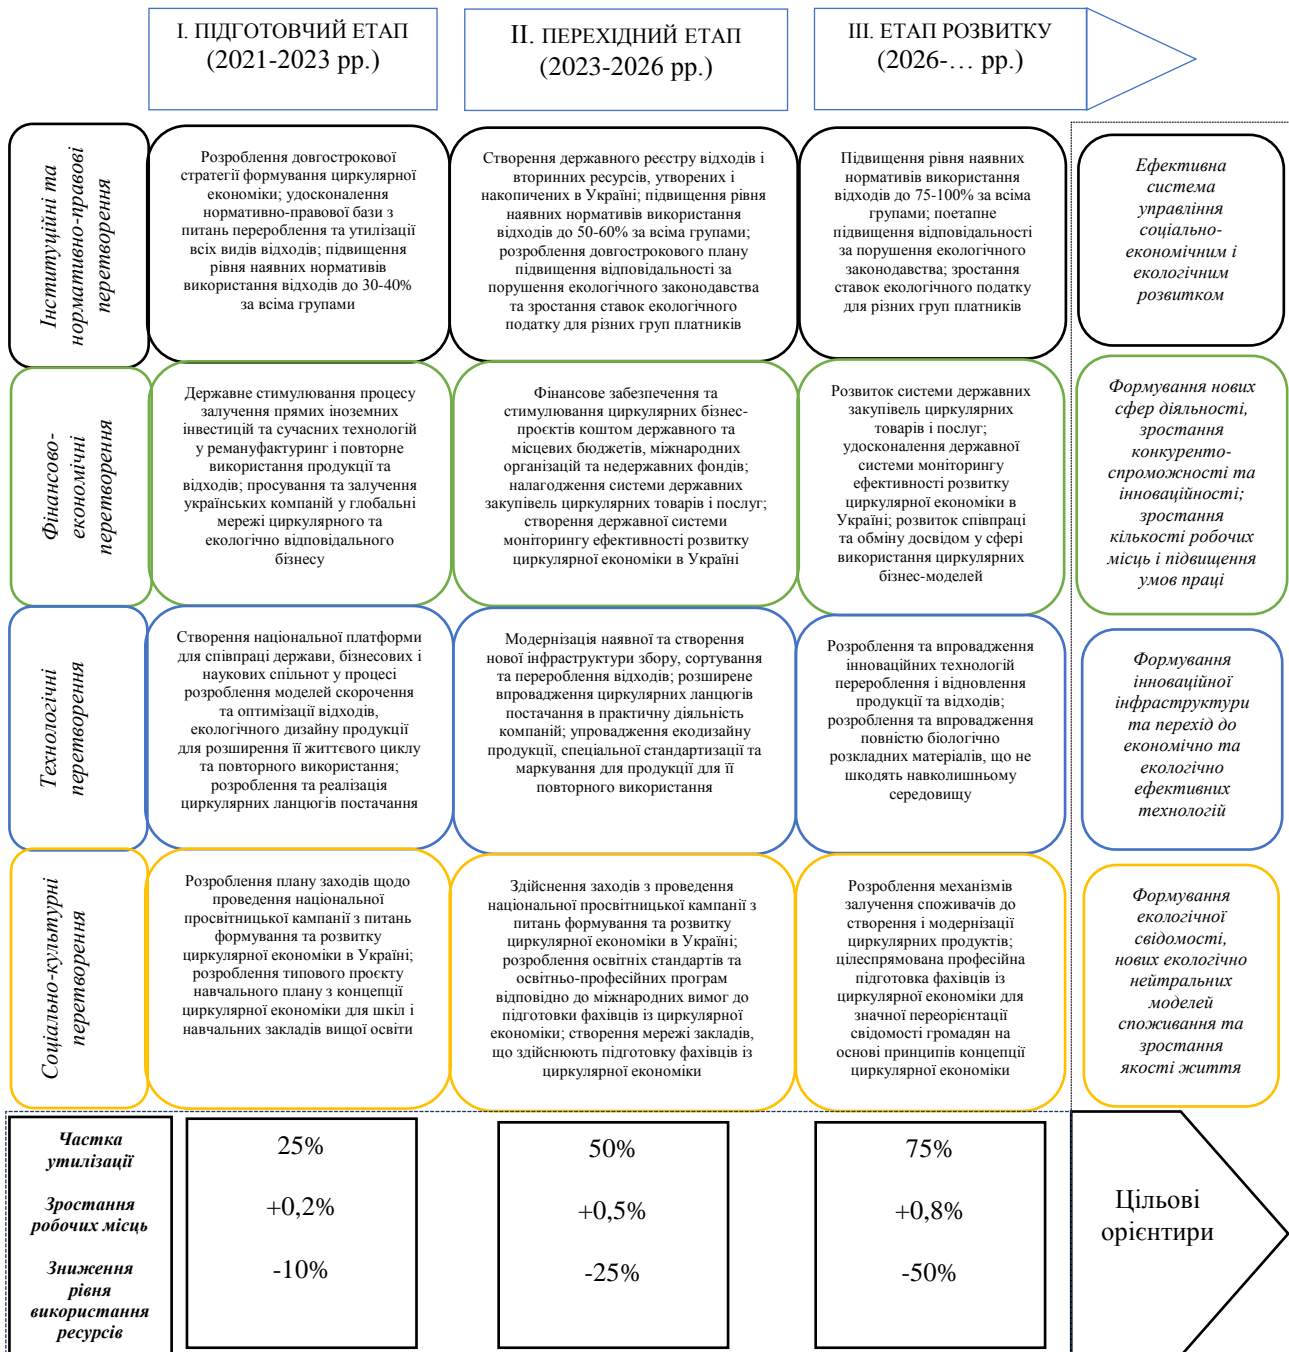 I. ПІДГОТОВЧИЙ ЕТАП
(2021-2023 рр.)
II. ПЕРЕХІДНИЙ ЕТАП
(2023-2026 рр.)
III. ЕТАП РОЗВИТКУ
(2026-… рр.)
Інституційні та
нормативно-правові
перетворення
Розроблення довгострокової
стратегії формування циркулярної
економіки; удосконалення
нормативно-правової бази з
питань перероблення та утилізації
всіх видів відходів; підвищення
рівня наявних нормативів
використання відходів до 30-40%
за всіма групами
Створення державного реєстру відходів і
вторинних ресурсів, утворених і
накопичених в Україні; підвищення рівня
наявних нормативів використання
відходів до 50-60% за всіма групами;
розроблення довгострокового плану
підвищення відповідальності за
порушення екологічного законодавства
та зростання ставок екологічного
податку для різних груп платників
Підвищення рівня наявних
нормативів використання
відходів до 75-100% за всіма
групами; поетапне
підвищення відповідальності
за порушення екологічного
законодавства; зростання
ставок екологічного податку
для різних груп платників
Ефективна
система
управління
соціально-
економічним і
екологічним
розвитком
Фінансово-
економічні
перетворення
Державне стимулювання процесу
залучення прямих іноземних
інвестицій та сучасних технологій
у ремануфактуринг і повторне
використання продукції та
відходів; просування та залучення
українських компаній у глобальні
мережі циркулярного та
екологічно відповідального
бізнесу
Фінансове забезпечення та
стимулювання циркулярних бізнес-
проєктів коштом державного та
місцевих бюджетів, міжнародних
організацій та недержавних фондів;
налагодження системи державних
закупівель циркулярних товарів і послуг;
створення державної системи
моніторингу ефективності розвитку
циркулярної економіки в Україні
Розвиток системи державних
закупівель циркулярних
товарів і послуг;
удосконалення державної
системи моніторингу
ефективності розвитку
циркулярної економіки в
Україні; розвиток співпраці
та обміну досвідом у сфері
використання циркулярних
бізнес-моделей
Формування нових
сфер діяльності,
зростання
конкуренто-
спроможності та
інноваційності;
зростання
кількості робочих
місць і підвищення
умов праці
Технологічні
перетворення
Створення національної платформи
для співпраці держави, бізнесових і
наукових спільнот у процесі
розроблення моделей скорочення
та оптимізації відходів,
екологічного дизайну продукції
для розширення її життєвого циклу
та повторного використання;
розроблення та реалізація
циркулярних ланцюгів постачання
Модернізація наявної та створення
нової інфраструктури збору, сортування
та перероблення відходів; розширене
впровадження циркулярних ланцюгів
постачання в практичну діяльність
компаній; упровадження екодизайну
продукції, спеціальної стандартизації та
маркування для продукції для її
повторного використання
Розроблення та впровадження
інноваційних технологій
перероблення і відновлення
продукції та відходів;
розроблення та впровадження
повністю біологічно
розкладних матеріалів, що не
шкодять навколишньому
середовищу
Формування
інноваційної
інфраструктури
та перехід до
економічно та
екологічно
ефективних
технологій
Соціально-культурні
перетворення
Розроблення плану заходів щодо
проведення національної
просвітницької кампанії з питань
формування та розвитку
циркулярної економіки в Україні;
розроблення типового проєкту
навчального плану з концепції
циркулярної економіки для шкіл і
навчальних закладів вищої освіти
Здійснення заходів з проведення
національної просвітницької кампанії з
питань формування та розвитку
циркулярної економіки в Україні;
розроблення освітніх стандартів та
освітньо-професійних програм
відповідно до міжнародних вимог до
підготовки фахівців із циркулярної
економіки; створення мережі закладів,
що здійснюють підготовку фахівців із
циркулярної економіки
Розроблення механізмів
залучення споживачів до
створення і модернізації
циркулярних продуктів;
цілеспрямована професійна
підготовка фахівців із
циркулярної економіки для
значної переорієнтації
свідомості громадян на
основі принципів концепції
циркулярної економіки
Формування
екологічної
свідомості,
нових екологічно
нейтральних
моделей
споживання та
зростання
якості життя
Частка
утилізації
25%
50%
75%
Зростання
робочих місць
+0,2%
+0,5%
+0,8%
Зниження
рівня
використання
ресурсів
-10%
-25%
-50%
Цільові
орієнтири